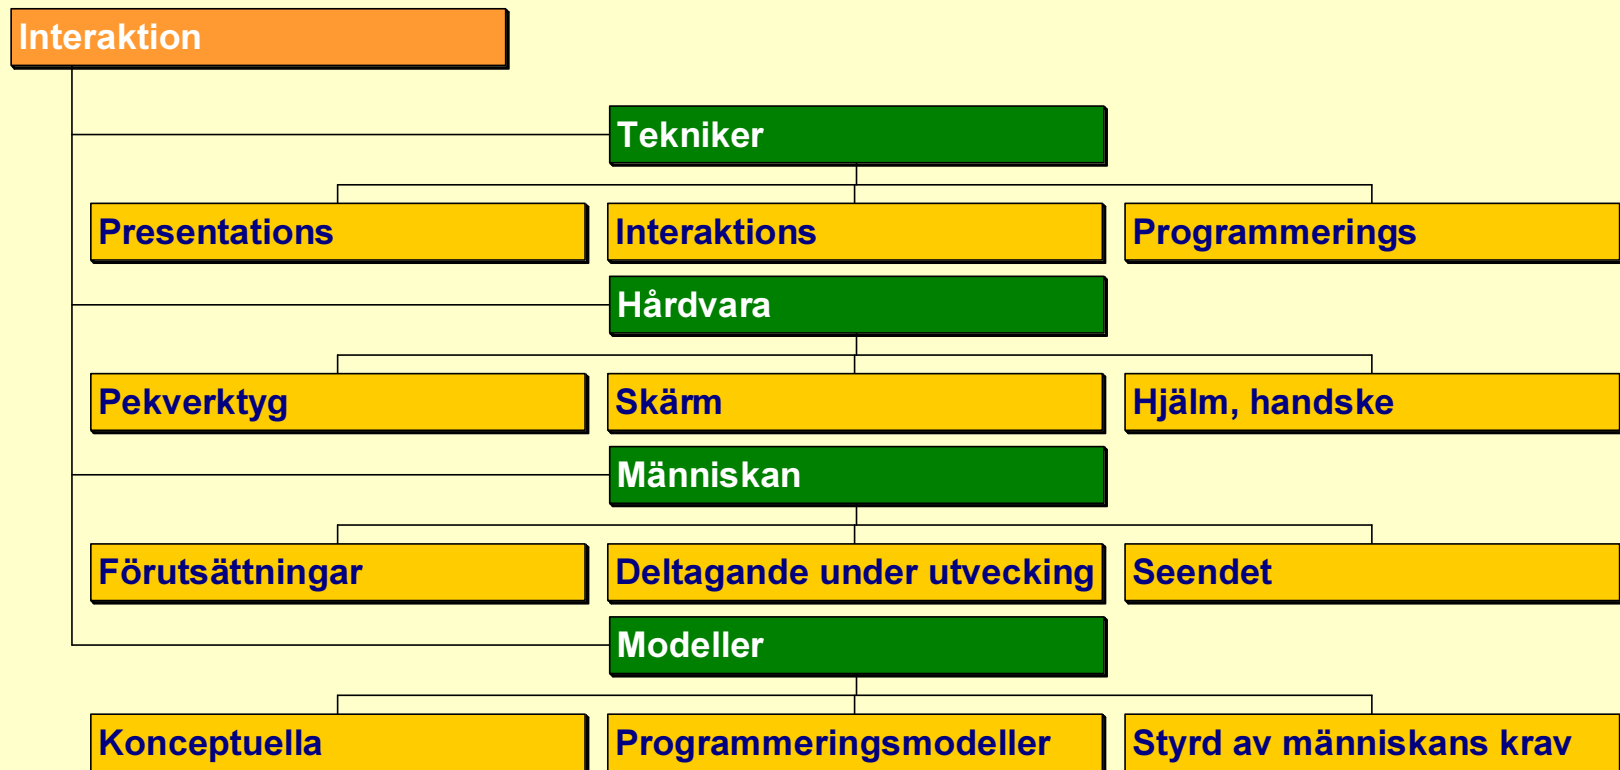 Interaktion
Tekniker
Presentations
Interaktions
Programmerings
Hårdvara
Pekverktyg
Skärm
Hjälm, handske
Människan
Förutsättningar
Deltagande under utvecking
Seendet
Modeller
Konceptuella
Programmeringsmodeller
Styrd av människans krav